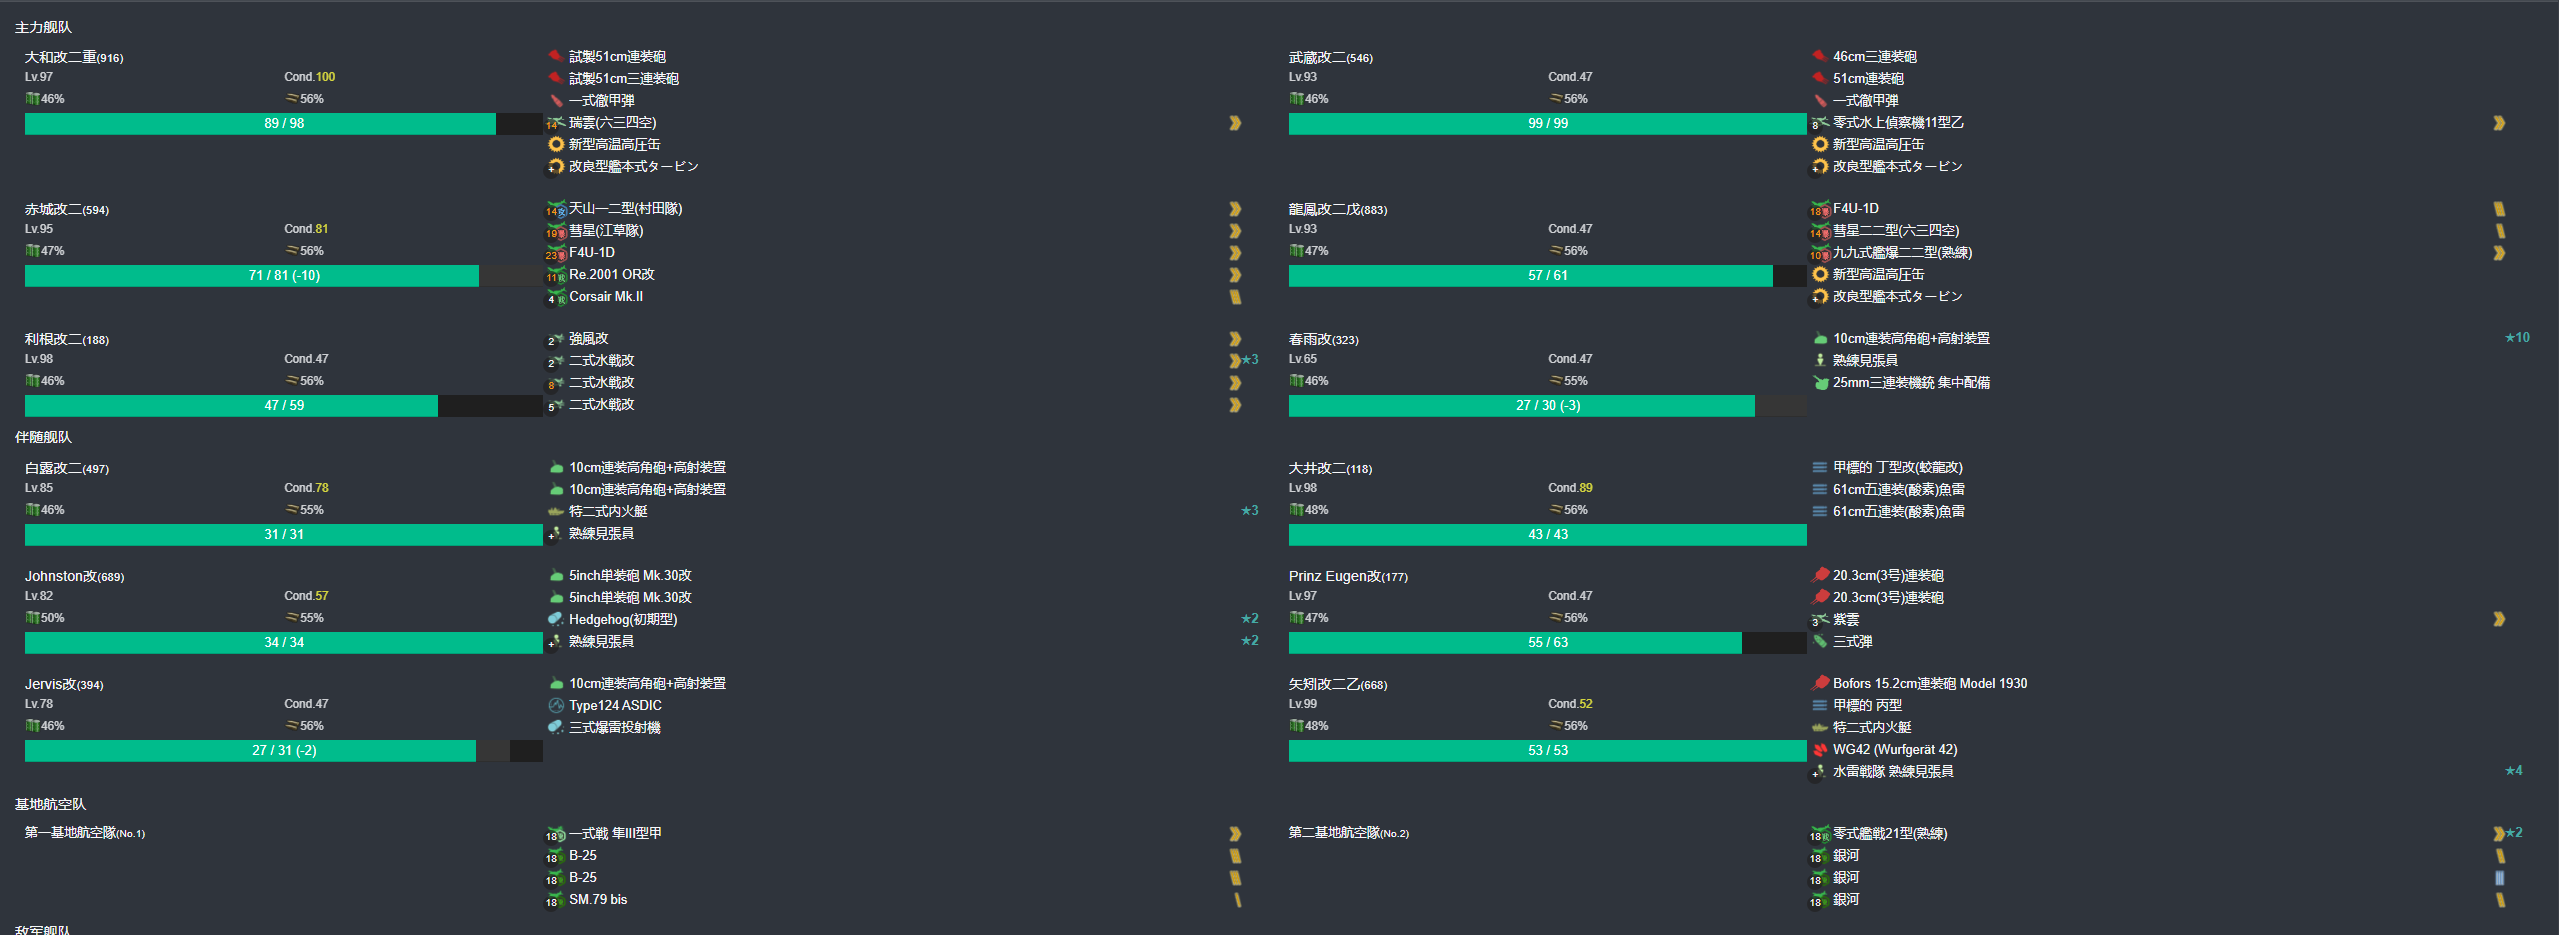 主力舰队
大和改二重(916)
Lv.97 Cond.100
46% 56%
89 / 98
試製51cm連装砲
試製51cm三連装砲
一式徹甲弾
14 瑞雲(六三四空)
新型高温高圧缶
+ 改良型艦本式タービン
武蔵改二(546)
Lv.93 Cond.47
46% 56%
99 / 99
46cm三連装砲
51cm連装砲
一式徹甲弾
8 零式水上偵察機11型乙
新型高温高圧缶
+ 改良型艦本式タービン
赤城改二(594)
Lv.95 Cond.81
47% 56%
71 / 81 (-10)
14 天山一二型(村田隊)
19 彗星(江草隊)
23 F4U-1D
11 Re.2001 OR改
4 Corsair Mk.II
龍鳳改二戊(883)
Lv.93 Cond.47
47% 56%
57 / 61
18 F4U-1D
14 彗星二二型(六三四空)
10 九九式艦爆二二型(熟練)
新型高温高圧缶
+ 改良型艦本式タービン
利根改二(188)
Lv.98 Cond.47
46% 56%
47 / 59
2 強風改
2 二式水戦改 ★3
8 二式水戦改
5 二式水戦改
春雨改(323)
Lv.65 Cond.47
46% 55%
27 / 30 (-3)
10cm連装高角砲+高射装置 ★10
熟練見張員
25mm三連装機銃 集中配備
伴随舰队
白露改二(497)
Lv.85 Cond.78
46% 55%
31 / 31
10cm連装高角砲+高射装置
10cm連装高角砲+高射装置
特二式内火艇 ★3
+ 熟練見張員
大井改二(118)
Lv.98 Cond.89
48% 56%
43 / 43
甲標的 丁型改(蛟龍改)
61cm五連装(酸素)魚雷
61cm五連装(酸素)魚雷
Johnston改(689)
Lv.82 Cond.57
50% 55%
34 / 34
5inch単装砲 Mk.30改
5inch単装砲 Mk.30改
Hedgehog(初期型) ★2
+ 熟練見張員 ★2
Prinz Eugen改(177)
Lv.97 Cond.47
47% 56%
55 / 63
20.3cm(3号)連装砲
20.3cm(3号)連装砲
3 紫雲
三式弾
Jervis改(394)
Lv.78 Cond.47
46% 56%
27 / 31 (-2)
10cm連装高角砲+高射装置
Type124 ASDIC
三式爆雷投射機
矢矧改二乙(668)
Lv.99 Cond.52
48% 56%
53 / 53
Bofors 15.2cm連装砲 Model 1930
甲標的 丙型
特二式内火艇
WG42 (Wurfgerät 42)
+ 水雷戦隊 熟練見張員 ★4
基地航空队
第一基地航空隊(No.1)
18 一式戦 隼III型甲
18 B-25
18 B-25
18 SM.79 bis
第二基地航空隊(No.2)
18 零式艦戦21型(熟練) ★2
18 銀河
18 銀河
18 銀河
敌军舰队